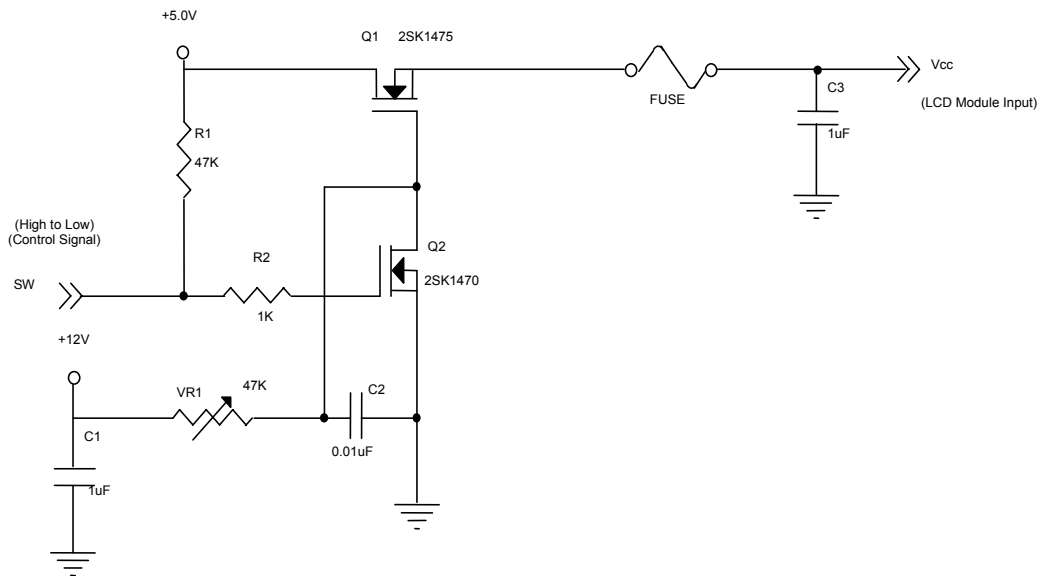 +5.0V
Q1 2SK1475
Vcc
(LCD Module Input)
FUSE
C3
1uF
R1
47K
(High to Low)
(Control Signal)
SW
R2
1K
Q2
2SK1470
+12V
VR1
47K
C2
0.01uF
C1
1uF